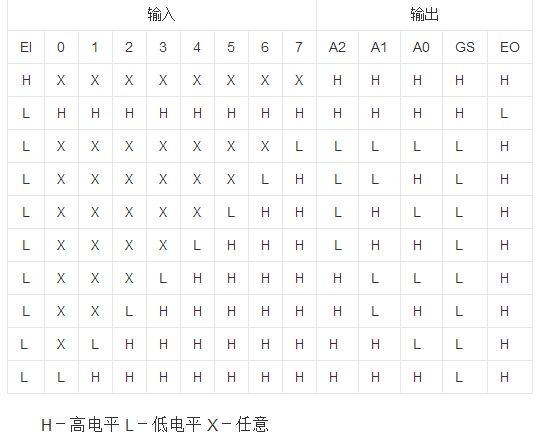 输入 输出
EI 0 1 2 3 4 5 6 7 A2 A1 A0 GS EO
H X X X X X X X X H H H H H
L H H H H H H H H H H H H L
L X X X X X X X L L L L L H
L X X X X X X L H L L H L H
L X X X X X L H H L H L L H
L X X X X L H H H L H H L H
L X X X L H H H H H L L L H
L X X L H H H H H H L H L H
L X L H H H H H H H H L L H
L L H H H H H H H H H H L H
H－高电平 L－低电平 X－任意